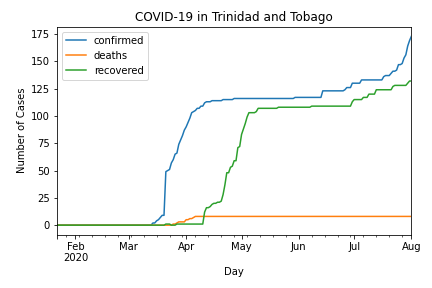 COVID-19 in Trinidad and Tobago
175
150
125
100
75
50
25
0
Number of Cases
confirmed
deaths
recovered
Feb Mar Apr May Jun Jul Aug
2020
Day